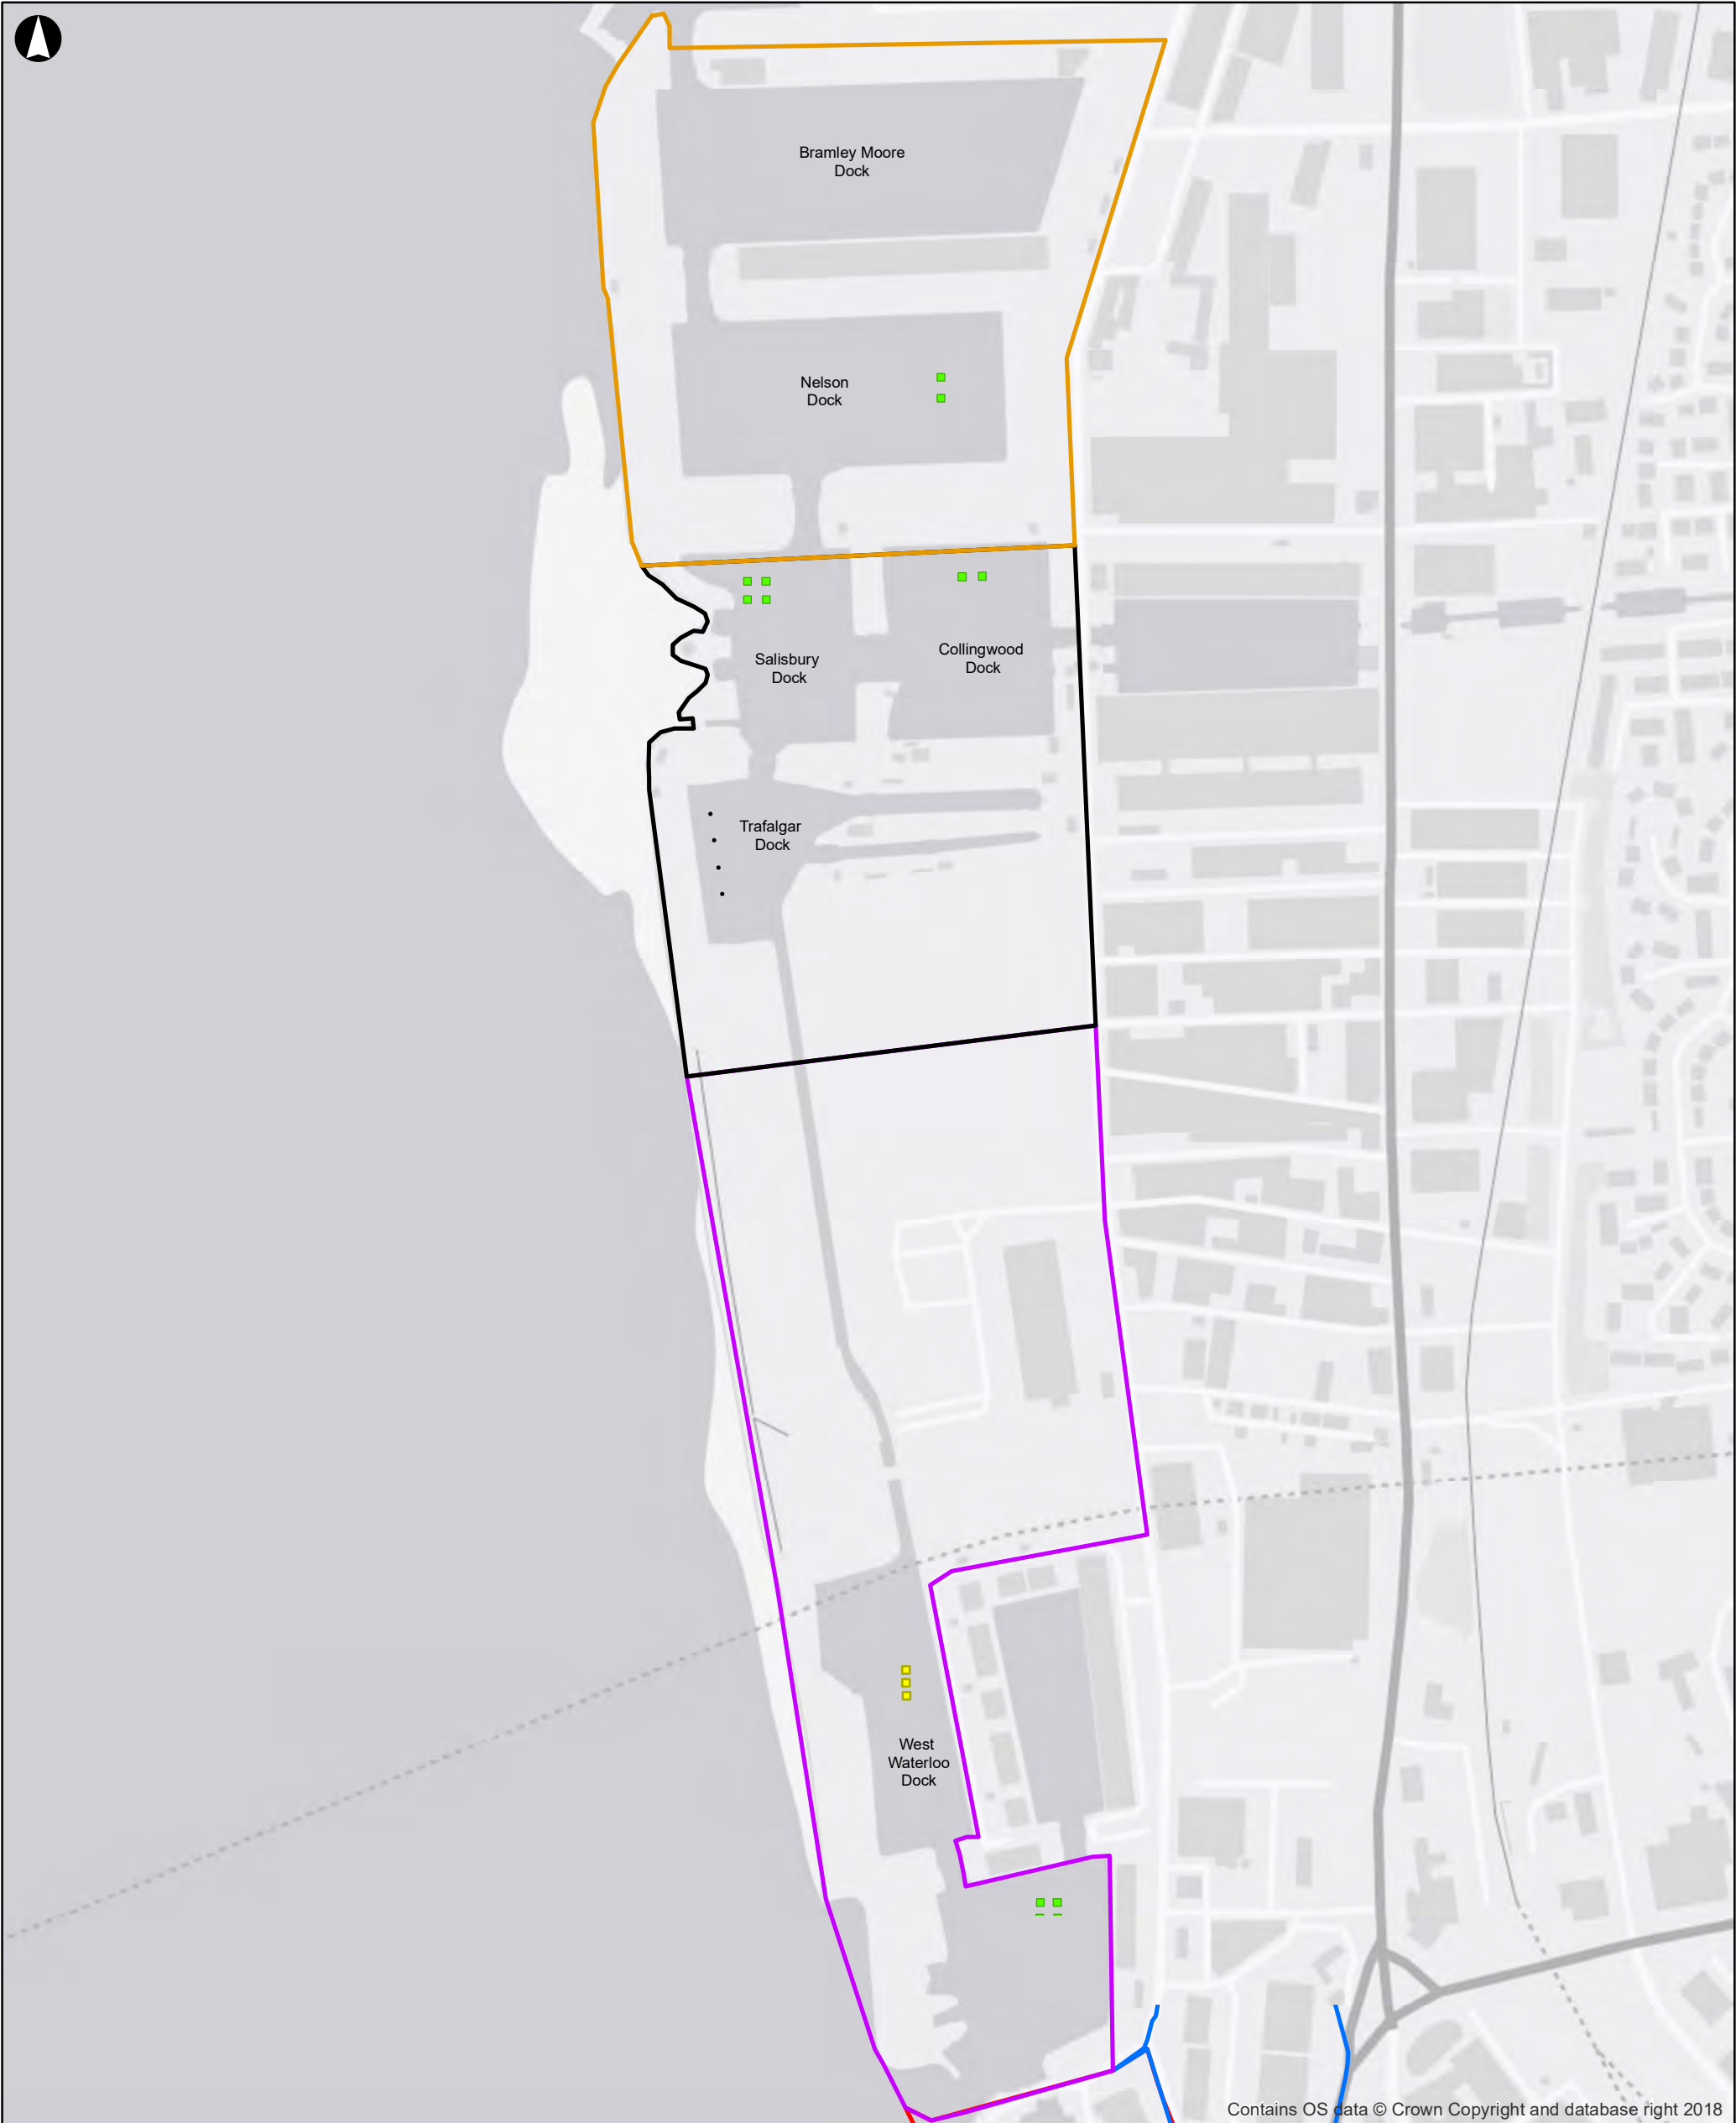 Bramley Moore
Dock
Nelson
Dock
Salisbury
Dock
Collingwood
Dock
Trafalgar
Dock
West
Waterloo
Dock
Contains OS data © Crown Copyright and database right 2018